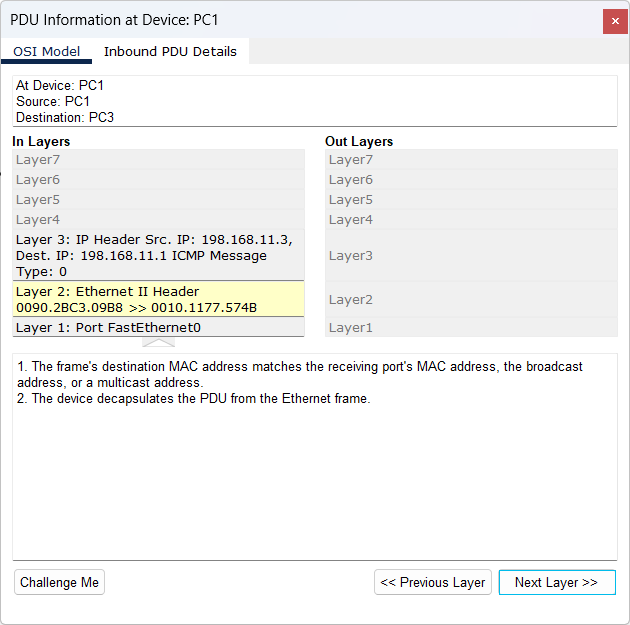 PDU Information at Device: PC1
OSI Model
Inbound PDU Details
At Device: PC1
Source: PC1
Destination: PC3
In Layers
Layer7
Layer6
Layer5
Layer4
Layer 3: IP Header Src. IP: 198.168.11.3,
Dest. IP: 198.168.11.1 ICMP Message
Type: 0
Layer 2: Ethernet II Header
0090.2BC3.09B8 >> 0010.1177.574B
Layer 1: Port FastEthernet0
Out Layers
Layer7
Layer6
Layer5
Layer4
Layer3
Layer2
Layer1
1. The frame's destination MAC address matches the receiving port's MAC address, the broadcast
address, or a multicast address.
2. The device decapsulates the PDU from the Ethernet frame.
Challenge Me
<< Previous Layer
Next Layer >>